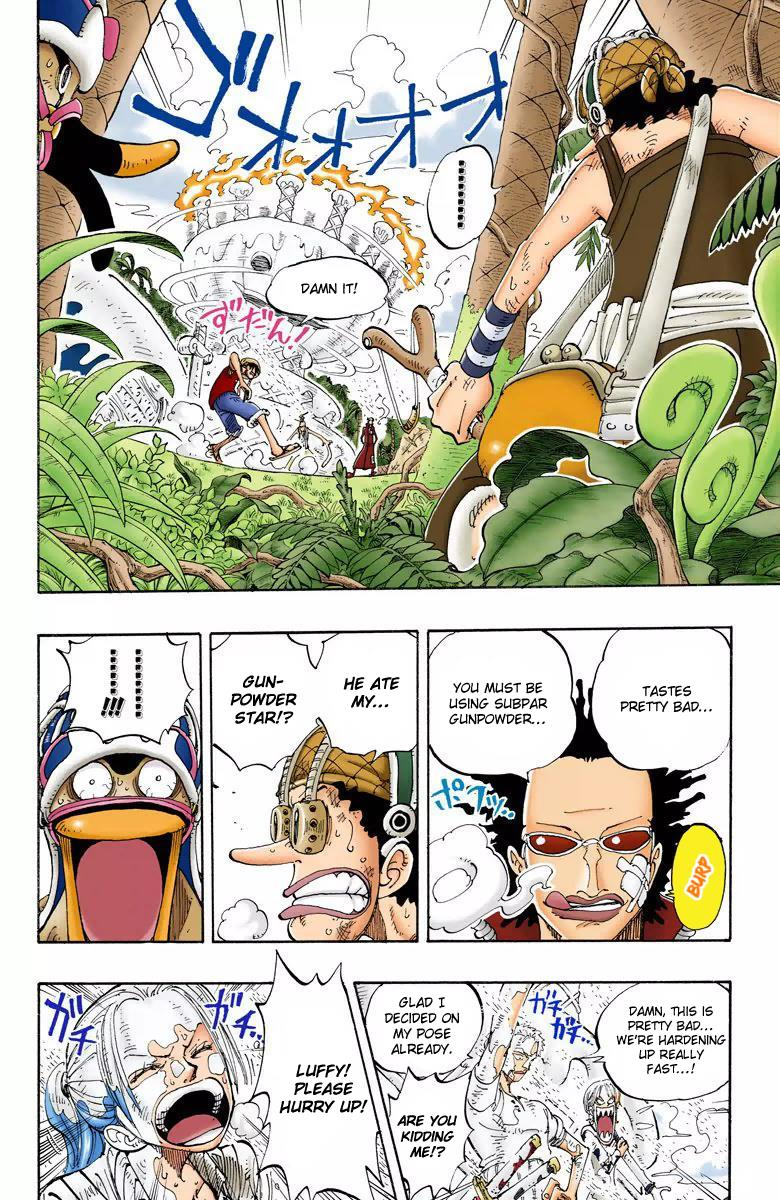 ゴオオオオオ
.........
DAMN IT!
ずだん!
TASTES
PRETTY BAD...
YOU MUST BE
USING SUBPAR
GUNPOWDER...
ポフッ..
BURP
HE ATE
MY...
GUN-
POWDER
STAR!?
.........!!!
DAMN, THIS IS
PRETTY BAD...
WE'RE HARDENING
UP REALLY
FAST...!
ガチ
ガチ..
GLAD I
DECIDED ON
MY POSE
ALREADY.
ARE YOU
KIDDING
ME!?
LUFFY!
PLEASE
HURRY UP!
ガチ..
ガチ